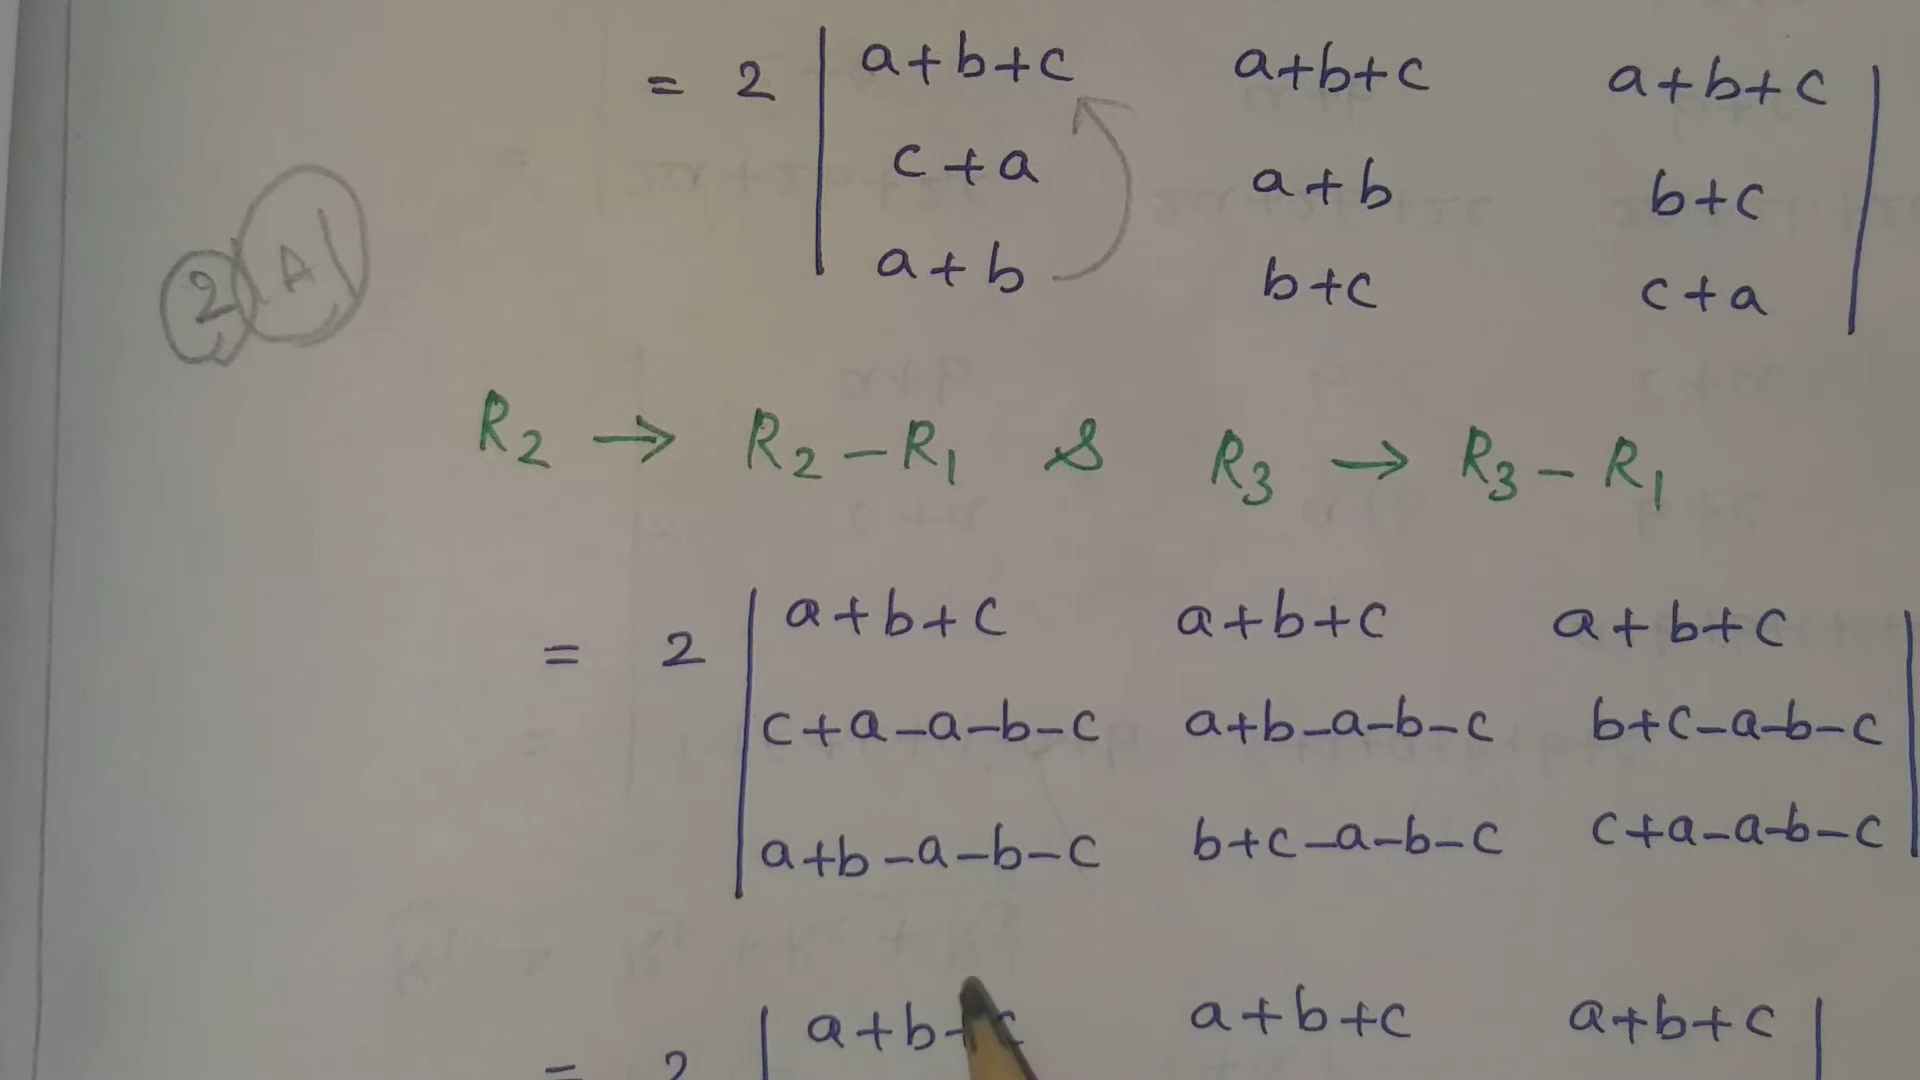 = 2 | a+b+c a+b+c a+b+c |
c+a a+b b+c
a+b b+c c+a
2 A
R2 → R2 – R1 & R3 → R3 – R1
= 2 | a+b+c a+b+c a+b+c |
c+a–a–b–c a+b–a–b–c b+c–a–b–c
a+b–a–b–c b+c–a–b–c c+a–a–b–c
= 2 | a+b+c a+b+c a+b+c |